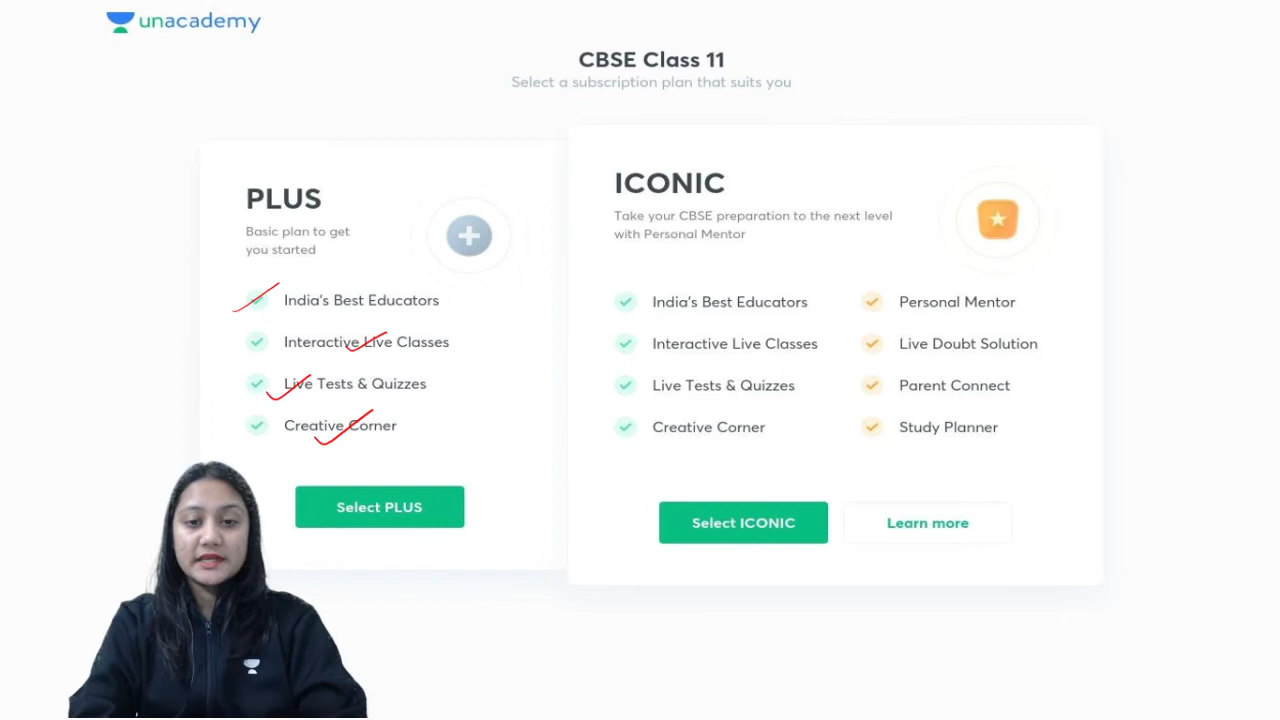 unacademy
CBSE Class 11
Select a subscription plan that suits you
PLUS
Basic plan to get
you started
India's Best Educators
Interactive Live Classes
Live Tests & Quizzes
Creative Corner
Select PLUS
ICONIC
Take your CBSE preparation to the next level
with Personal Mentor
India's Best Educators
Interactive Live Classes
Live Tests & Quizzes
Creative Corner
Personal Mentor
Live Doubt Solution
Parent Connect
Study Planner
Select ICONIC
Learn more